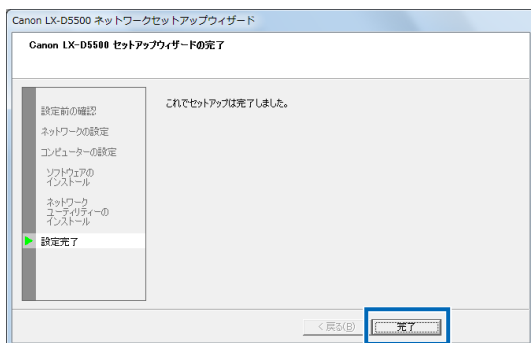 Canon LX-D5500 ネットワークセットアップウィザード
Canon LX-D5500 セットアップウィザードの完了
設定前の確認
ネットワークの設定
コンピューターの設定
ソフトウェアの
インストール
ネットワーク
ユーティリティーの
インストール
設定完了
これでセットアップは完了しました。
< 戻る(B)
完了